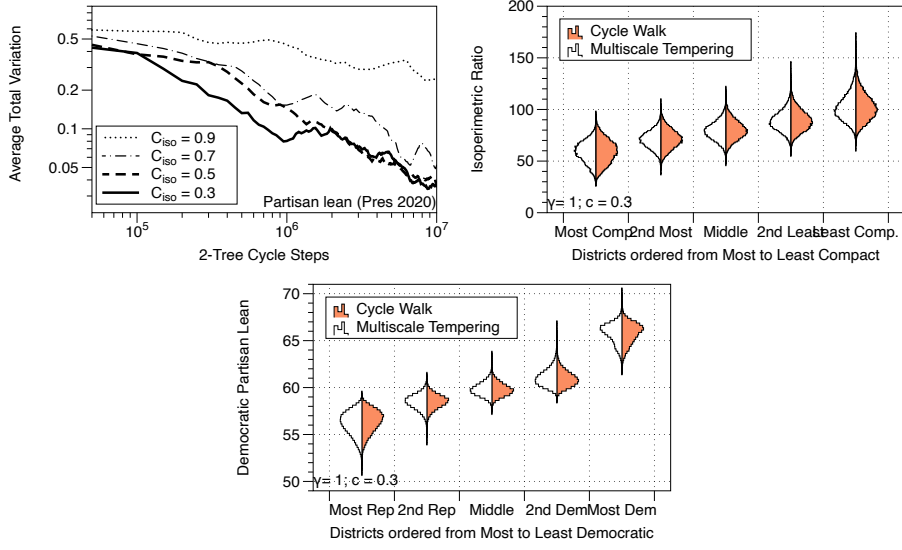 Average Total Variation
0.5
0.2
0.1
0.05
C_iso = 0.9
C_iso = 0.7
C_iso = 0.5
C_iso = 0.3
Partisan lean (Pres 2020)
10^5
10^6
10^7
2-Tree Cycle Steps
Isoperimetric Ratio
200
150
100
50
0
Cycle Walk
Multiscale Tempering
γ= 1; c = 0.3
Most Comp.
2nd Most
Middle
2nd Least
Least Comp.
Districts ordered from Most to Least Compact
Democratic Partisan Lean
70
65
60
55
50
Cycle Walk
Multiscale Tempering
γ= 1; c = 0.3
Most Rep
2nd Rep
Middle
2nd Dem
Most Dem
Districts ordered from Most to Least Democratic